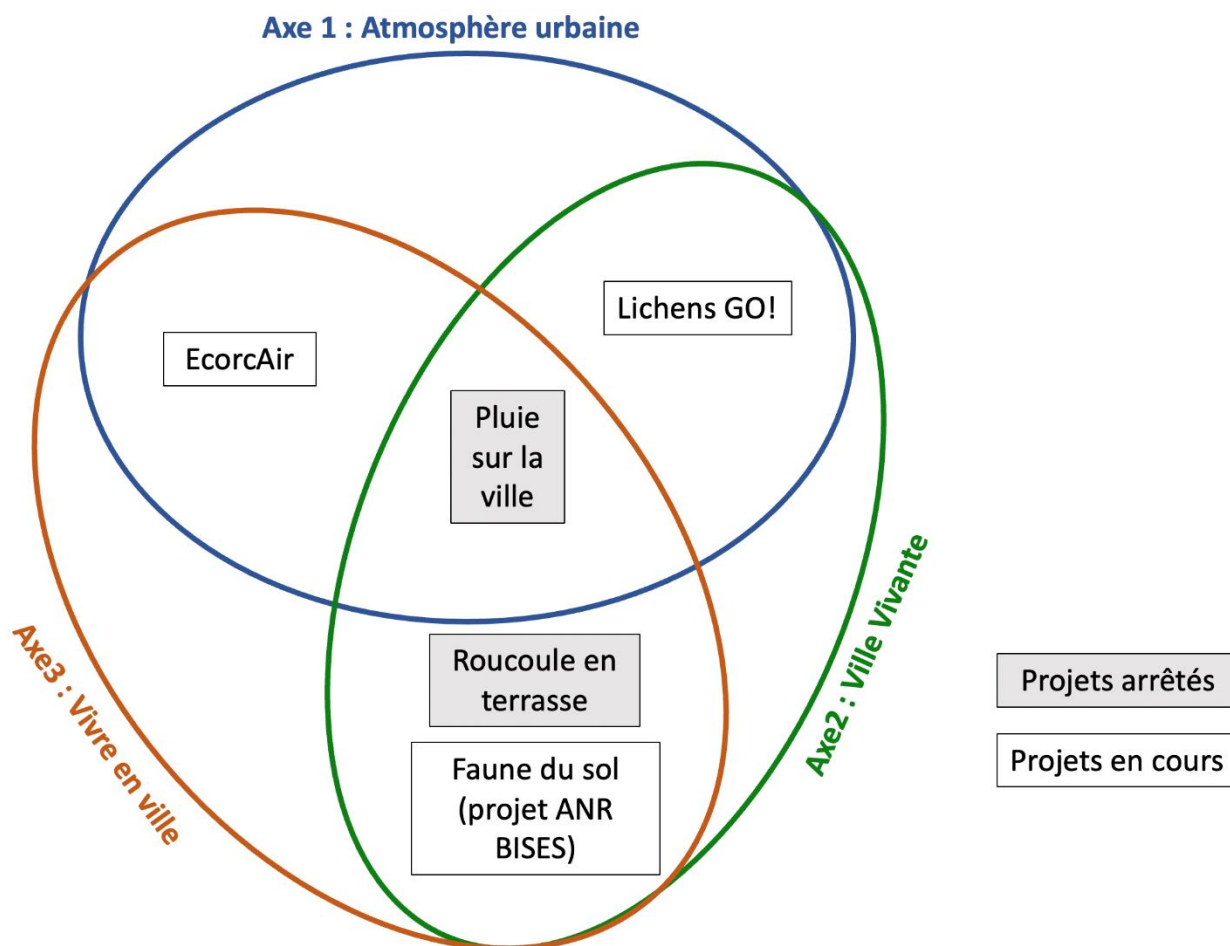 Axe 1 : Atmosphère urbaine
Lichens GO!
EcorcAir
Pluie
sur la
ville
Axe2 : Ville Vivante
Axe3 : Vivre en ville
Roucoule en
terrasse
Faune du sol
(projet ANR
BISES)
Projets arrêtés
Projets en cours